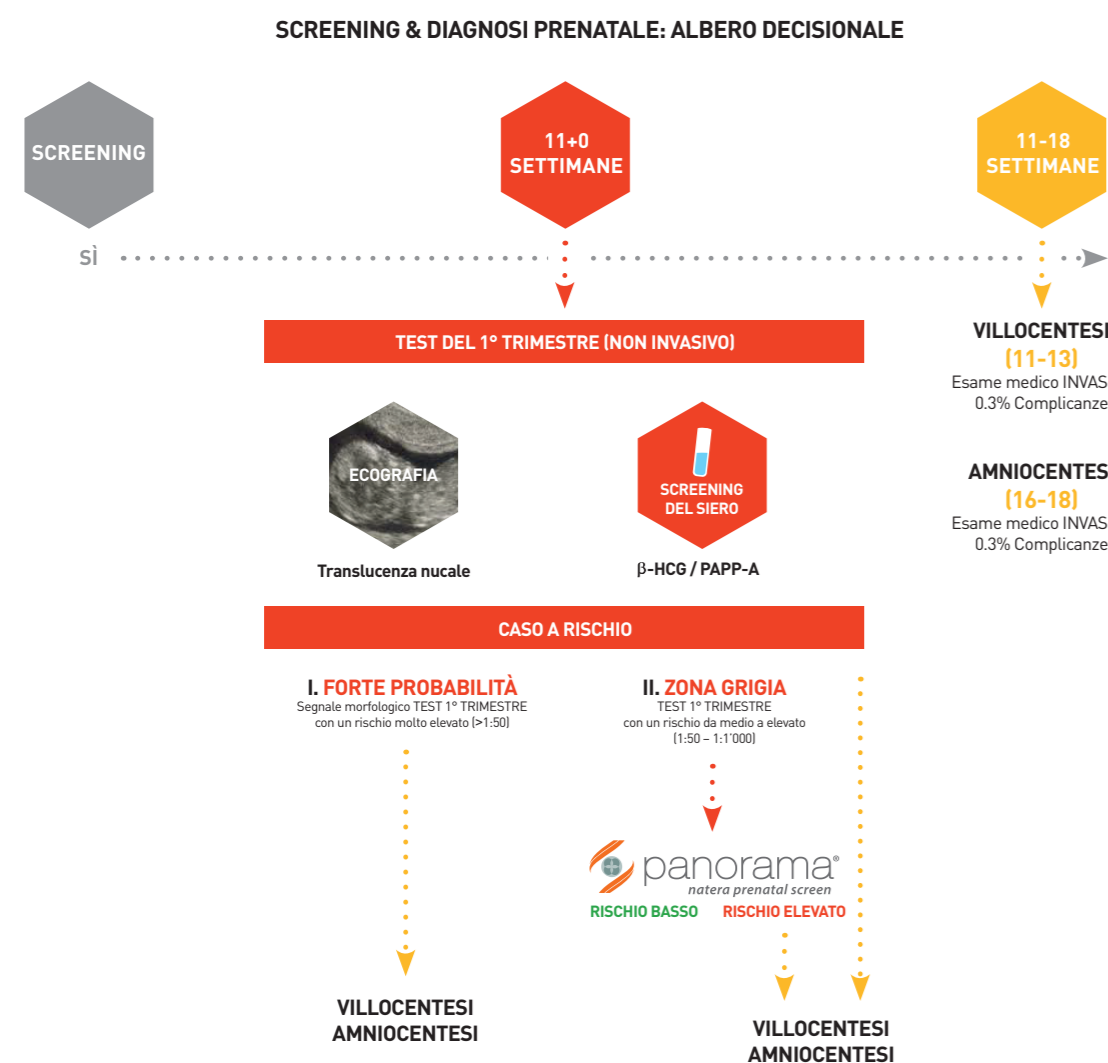 SCREENING & DIAGNOSI PRENATALE: ALBERO DECISIONALE
SCREENING
11+0
SETTIMANE
11-18
SETTIMANE
SÌ
TEST DEL 1° TRIMESTRE (NON INVASIVO)
VILLOCENTESI
(11-13)
Esame medico INVAS
0.3% Complicanze
ECOGRAFIA
SCREENING
DEL SIERO
Translucenza nucale
β-HCG / PAPP-A
AMNIOCENTES
(16-18)
Esame medico INVAS
0.3% Complicanze
CASO A RISCHIO
I. FORTE PROBABILITÀ
Segnale morfologico TEST 1° TRIMESTRE
con un rischio molto elevato (>1:50)
II. ZONA GRIGIA
TEST 1° TRIMESTRE
con un rischio da medio a elevato
(1:50 – 1:1'000)
panorama®
natera prenatal screen
RISCHIO BASSO RISCHIO ELEVATO
VILLOCENTESI
AMNIOCENTESI
VILLOCENTESI
AMNIOCENTESI